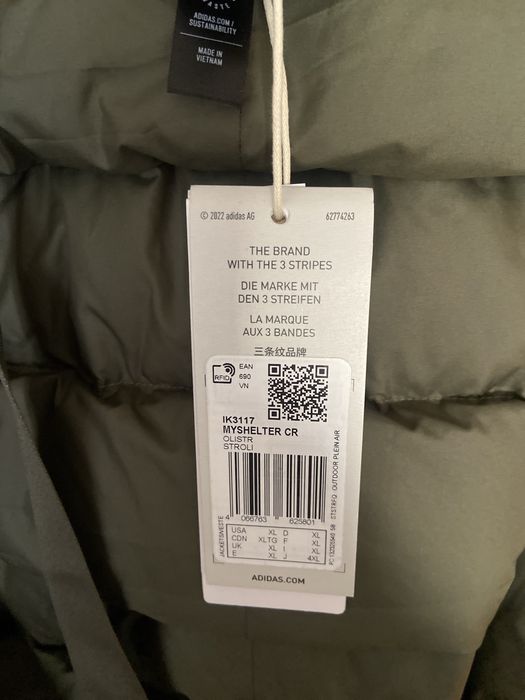 ASTE
ADIDAS.COM /
SUSTAINABILITY
MADE IN
VIETNAM
© 2022 adidas AG 62774263
THE BRAND
WITH THE 3 STRIPES
DIE MARKE MIT
DEN 3 STREIFEN
LA MARQUE
AUX 3 BANDES
三条纹品牌
RFID
EAN
690
VN
IK3117
MYSHELTER CR
OLISTR
STROLI
4 066763 625801
JACKETS/VESTE
USA XL D XL
CDN XLTG F XL
UK XL I XL
E XL J 4XL
STSTRFQ OUTDOOR PLEIN AIR
ADIDAS.COM